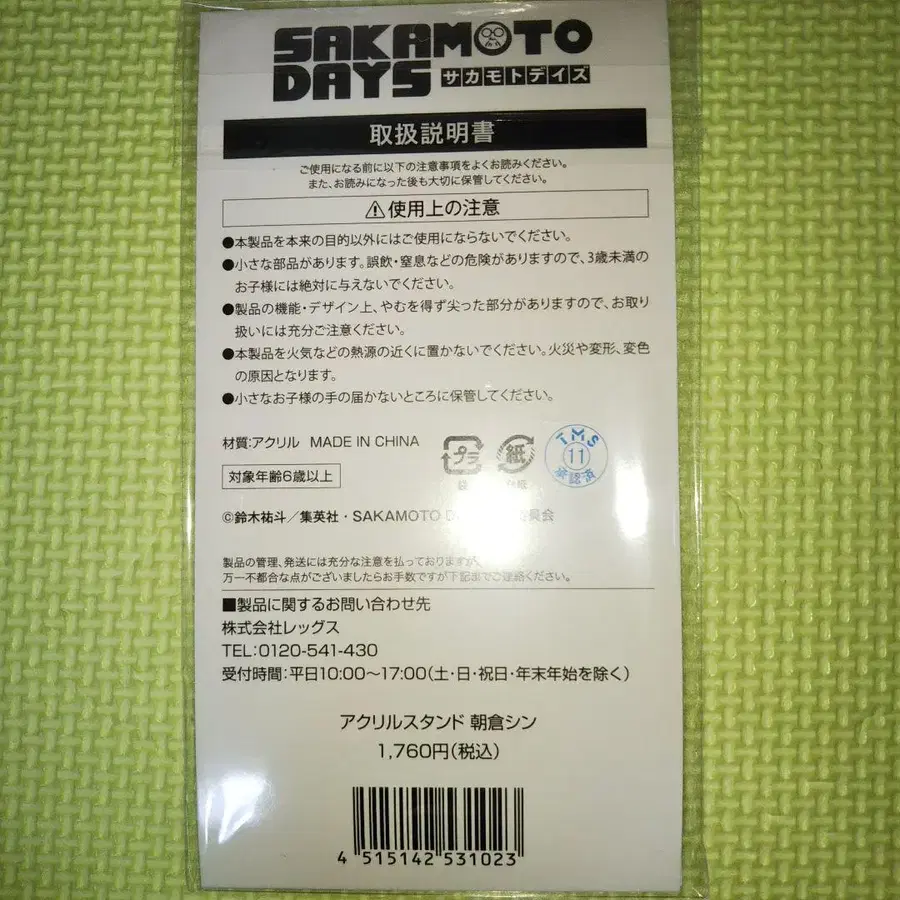 SAKAMOTO
DAYS サカモトデイズ
取扱説明書
ご使用になる前に以下の注意事項をよくお読みください。
また、お読みになった後も大切に保管してください。
使用上の注意
●本製品を本来の目的以外にはご使用にならないでください。
●小さな部品があります。誤飲・窒息などの危険がありますので、3歳未満の
お子様には絶対に与えないでください。
●製品の機能・デザイン上、やむを得ず尖った部分がありますので、お取り
扱いには充分ご注意ください。
●本製品を火気などの熱源の近くに置かないでください。火災や変形、変色
の原因となります。
●小さなお子様の手の届かないところに保管してください。
材質:アクリル MADE IN CHINA
プラ
袋
紙
台紙
TMS
11
承認済
対象年齢6歳以上
©鈴木祐斗／集英社・SAKAMOTO
製品の管理、発送には充分な注意を払っておりますが、
万一不都合な点がございましたらお手数ですが下記までご連絡ください。
■製品に関するお問い合わせ先
株式会社レッグス
TEL:0120-541-430
受付時間:平日10:00～17:00(土・日・祝日・年末年始を除く)
アクリルスタンド 朝倉シン
1,760円(税込)
4 515142 531023